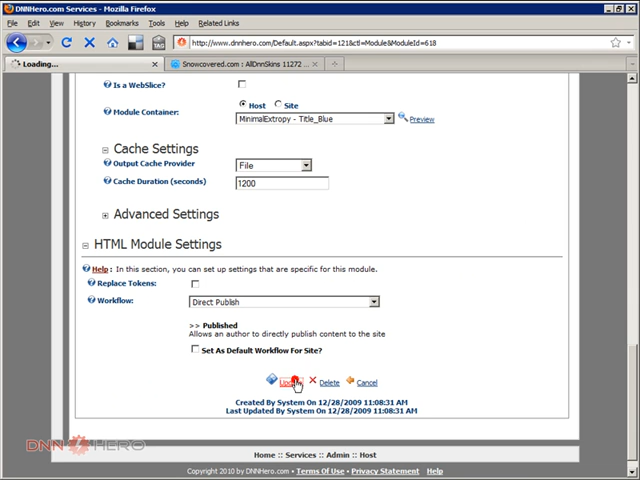 DNNHero.com Services - Mozilla Firefox
File Edit View History Bookmarks Tools Help Related Links
TAG
http://www.dnnhero.com/Default.aspx?tabid=121&ctl=Module&ModuleId=618
Loading...
Snowcovered.com : AllDnnSkins 11272 ...
Is a WebSlice?
Module Container:
Host Site
MinimalExtropy - Title_Blue
Preview
Cache Settings
Output Cache Provider
File
Cache Duration (seconds)
1200
Advanced Settings
HTML Module Settings
Help : In this section, you can set up settings that are specific for this module.
Replace Tokens:
Workflow:
Direct Publish
>> Published
Allows an author to directly publish content to the site
Set As Default Workflow For Site?
Delete Cancel
Created By System On 12/28/2009 11:08:31 AM
Last Updated By System On 12/28/2009 11:08:31 AM
DNN HERO
Home :: Services :: Admin :: Host
Copyright 2010 by DNNHero.com • Terms Of Use • Privacy Statement Help